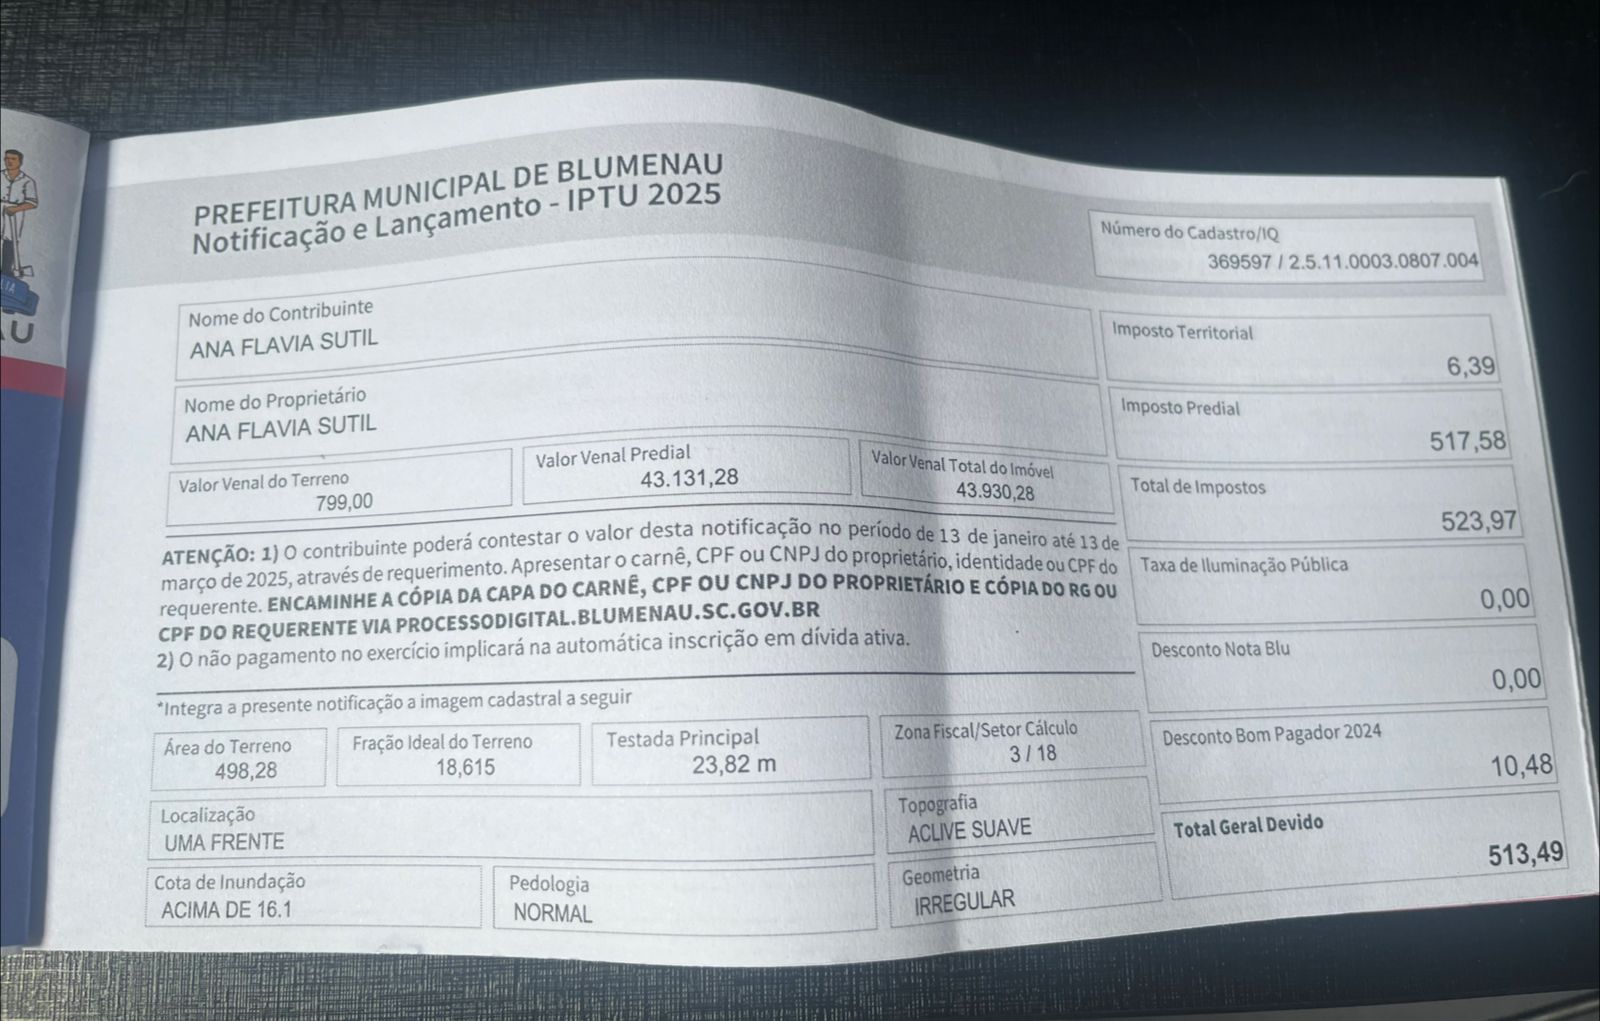 PREFEITURA MUNICIPAL DE BLUMENAU
Notificação e Lançamento - IPTU 2025
Número do Cadastro/IQ
369597 / 2.5.11.0003.0807.004
Nome do Contribuinte
ANA FLAVIA SUTIL
Nome do Proprietário
ANA FLAVIA SUTIL
Valor Venal do Terreno
799,00
Valor Venal Predial
43.131,28
Valor Venal Total do Imóvel
43.930,28
ATENÇÃO: 1) O contribuinte poderá contestar o valor desta notificação no período de 13 de janeiro até 13 de
março de 2025, através de requerimento. Apresentar o carnê, CPF ou CNPJ do proprietário, identidade ou CPF do
requerente. ENCAMINHE A CÓPIA DA CAPA DO CARNÊ, CPF OU CNPJ DO PROPRIETÁRIO E CÓPIA DO RG OU
CPF DO REQUERENTE VIA PROCESSODIGITAL.BLUMENAU.SC.GOV.BR
2) O não pagamento no exercício implicará na automática inscrição em dívida ativa.
*Integra a presente notificação a imagem cadastral a seguir
Área do Terreno
498,28
Fração Ideal do Terreno
18,615
Testada Principal
23,82 m
Zona Fiscal/Setor Cálculo
3 / 18
Localização
UMA FRENTE
Topografia
ACLIVE SUAVE
Cota de Inundação
ACIMA DE 16.1
Pedologia
NORMAL
Geometria
IRREGULAR
Imposto Territorial
6,39
Imposto Predial
517,58
Total de Impostos
523,97
Taxa de Iluminação Pública
0,00
Desconto Nota Blu
0,00
Desconto Bom Pagador 2024
10,48
Total Geral Devido
513,49